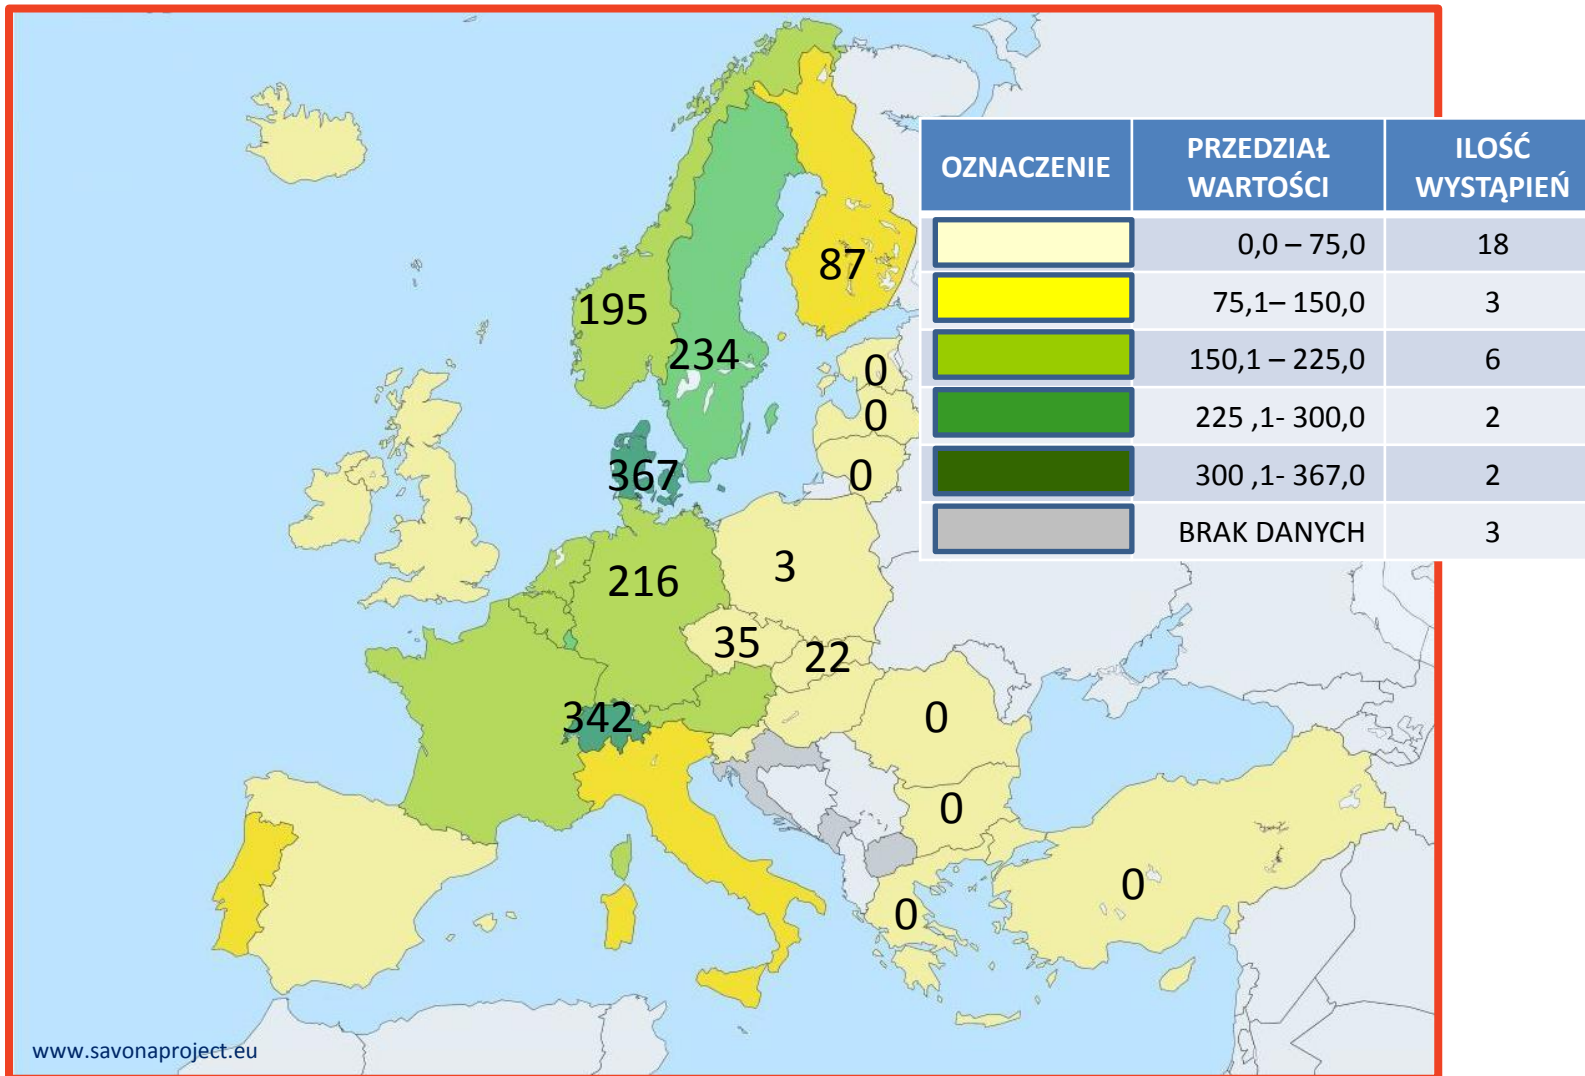 OZNACZENIE
PRZEDZIAŁ
WARTOŚCI
ILOŚĆ
WYSTĄPIEŃ
0,0 – 75,0 18
75,1– 150,0 3
150,1 – 225,0 6
225 ,1- 300,0 2
300 ,1- 367,0 2
BRAK DANYCH 3
87
195
234
0
0
367
0
216
3
35
22
342
0
0
0
0
www.savonaproject.eu